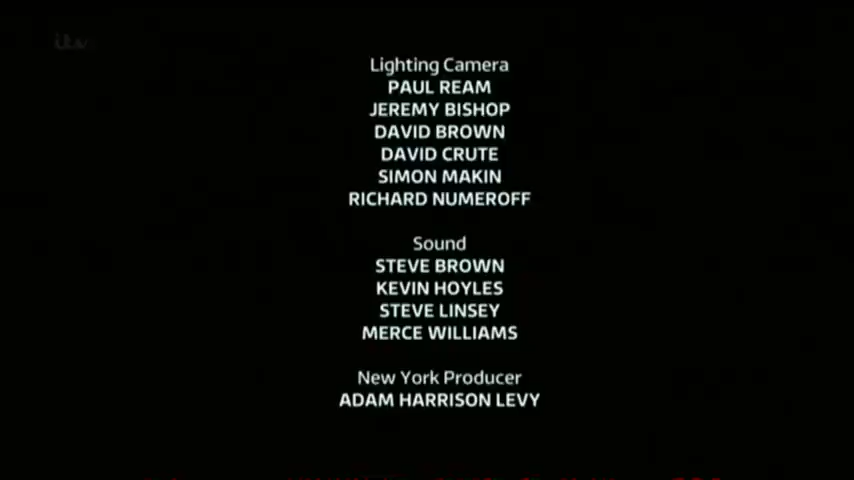 itv
Lighting Camera
PAUL REAM
JEREMY BISHOP
DAVID BROWN
DAVID CRUTE
SIMON MAKIN
RICHARD NUMEROFF
Sound
STEVE BROWN
KEVIN HOYLES
STEVE LINSEY
MERCE WILLIAMS
New York Producer
ADAM HARRISON LEVY